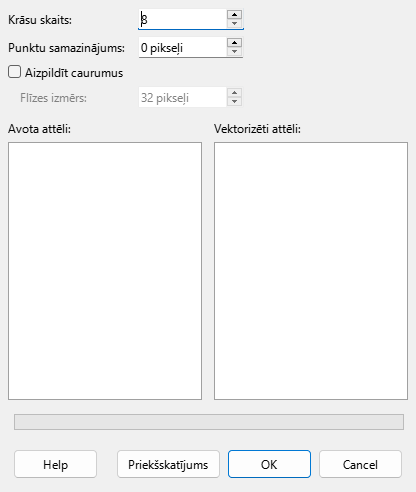 Krāsu skaits: 8
Punktu samazinājums: 0 pikseļi
Aizpildīt caurumus
Flīzes izmērs: 32 pikseļi
Avota attēli: Vektorizēti attēli:
Help Priekšskatījums OK Cancel